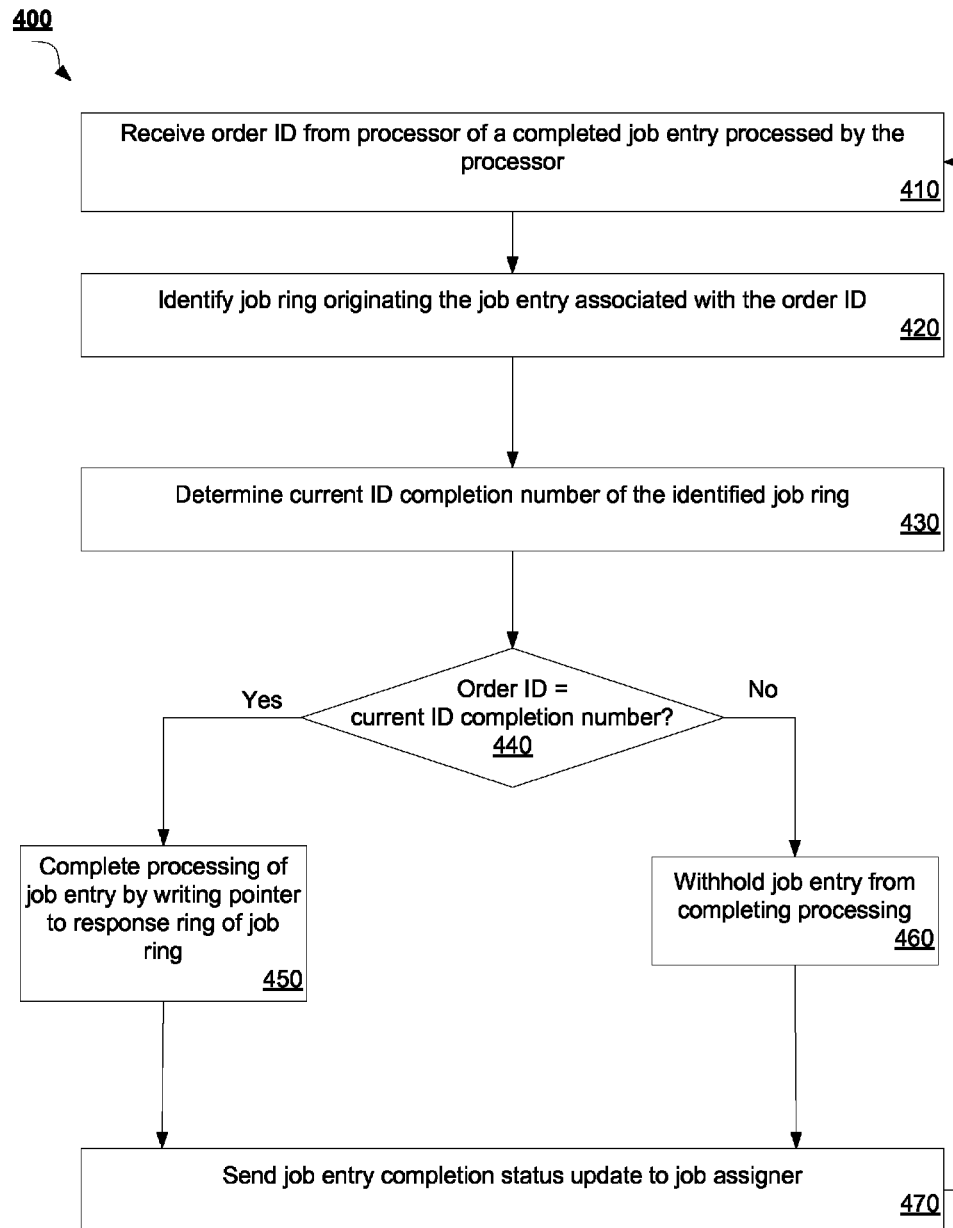 400
Receive order ID from processor of a completed job entry processed by the
processor
410
Identify job ring originating the job entry associated with the order ID
420
Determine current ID completion number of the identified job ring
430
Order ID =
current ID completion number?
440
Yes
No
Complete processing of
job entry by writing pointer
to response ring of job
ring
450
Withhold job entry from
completing processing
460
Send job entry completion status update to job assigner
470